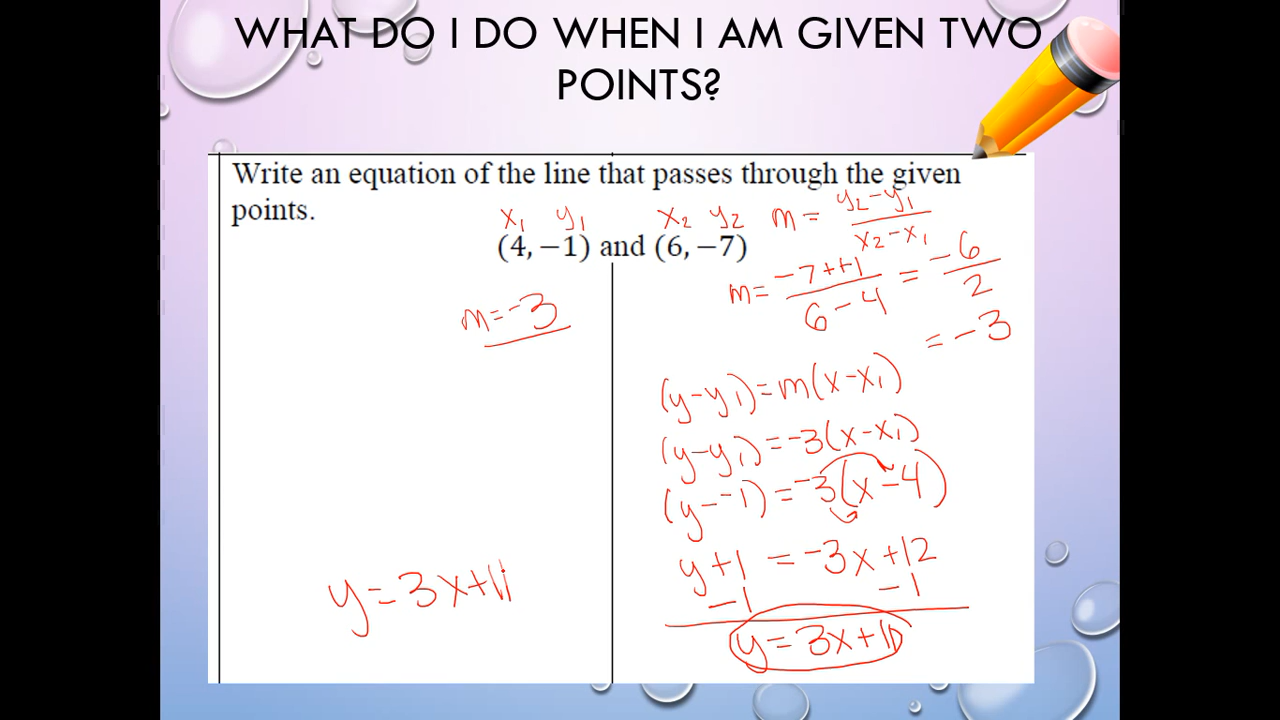 WHAT DO I DO WHEN I AM GIVEN TWO
POINTS?
Write an equation of the line that passes through the given
points.
x₁ y₁ x₂ y₂
(4, −1) and (6, −7)
m = y₂-y₁/x₂-x₁
m= -7++1/6-4 = -6/2
= -3
m=-3
(y-y₁)=m(x-x₁)
(y-y₁)=-3(x-x₁)
(y--1)=-3(x-4)
y+1 = -3x+12
-1 -1
y=3x+11
y=3x+11